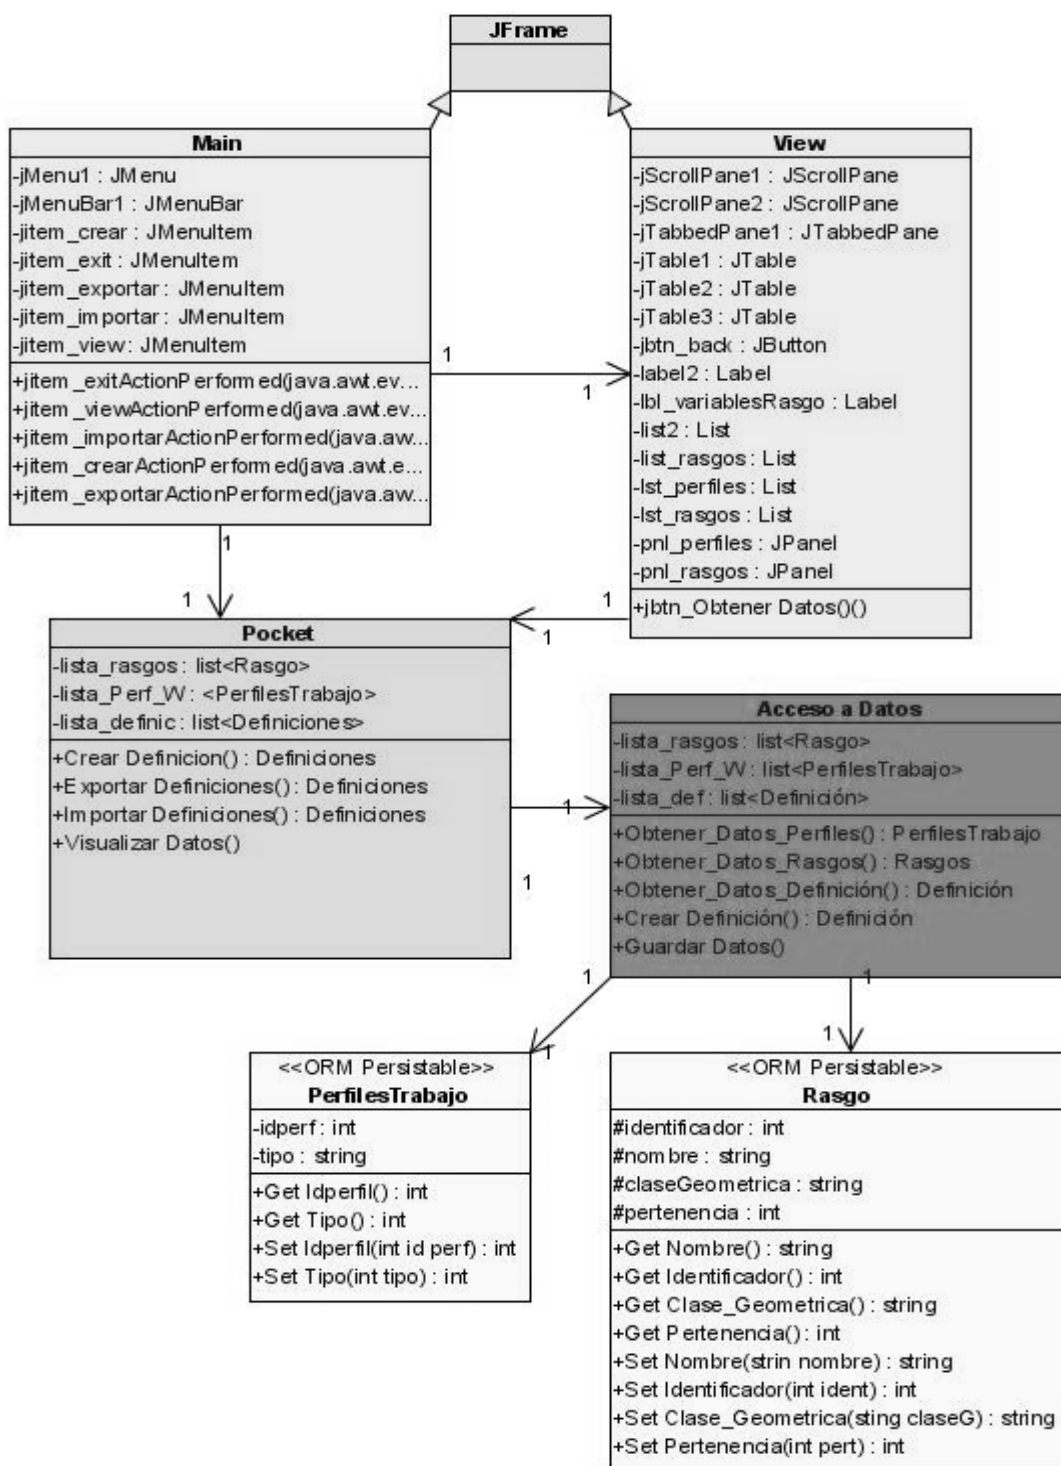 JFrame
Main
-jMenu1 : JMenu
-jMenuBar1 : JMenuBar
-jitem_crear : JMenuItem
-jitem_exit : JMenuItem
-jitem_exportar : JMenuItem
-jitem_importar : JMenuItem
-jitem_view : JMenuItem
+jitem_exitActionPerformed(java.awt.ev...
+jitem_viewActionPerformed(java.awt.ev...
+jitem_importarActionPerformed(java.aw...
+jitem_crearActionPerformed(java.awt.e...
+jitem_exportarActionPerformed(java.aw...
View
-jScrollPane1 : JScrollPane
-jScrollPane2 : JScrollPane
-jTabbedPane1 : JTabbedPane
-jTable1 : JTable
-jTable2 : JTable
-jTable3 : JTable
-jbtn_back : JButton
-label2 : Label
-lbl_variablesRasgo : Label
-list2 : List
-list_rasgos : List
-lst_perfiles : List
-lst_rasgos : List
-pnl_perfiles : JPanel
-pnl_rasgos : JPanel
+jbtn_Obtener Datos()()
1
1
1
1
1
1
Pocket
-lista_rasgos : list<Rasgo>
-lista_Perf_W : <PerfilesTrabajo>
-lista_definic : list<Definiciones>
+Crear Definicion() : Definiciones
+Exportar Definiciones() : Definiciones
+Importar Definiciones() : Definiciones
+Visualizar Datos()
1
1
Acceso a Datos
-lista_rasgos : list<Rasgo>
-lista_Perf_W : list<PerfilesTrabajo>
-lista_def : list<Definición>
+Obtener_Datos_Perfiles() : PerfilesTrabajo
+Obtener_Datos_Rasgos() : Rasgos
+Obtener_Datos_Definición() : Definición
+Crear Definición() : Definición
+Guardar Datos()
1
1
1
1
<<ORM Persistable>>
PerfilesTrabajo
-idperf : int
-tipo : string
+Get Idperfil() : int
+Get Tipo() : int
+Set Idperfil(int id perf) : int
+Set Tipo(int tipo) : int
<<ORM Persistable>>
Rasgo
#identificador : int
#nombre : string
#claseGeometrica : string
#pertenencia : int
+Get Nombre() : string
+Get Identificador() : int
+Get Clase_Geometrica() : string
+Get Pertenencia() : int
+Set Nombre(strin nombre) : string
+Set Identificador(int ident) : int
+Set Clase_Geometrica(sting claseG) : string
+Set Pertenencia(int pert) : int